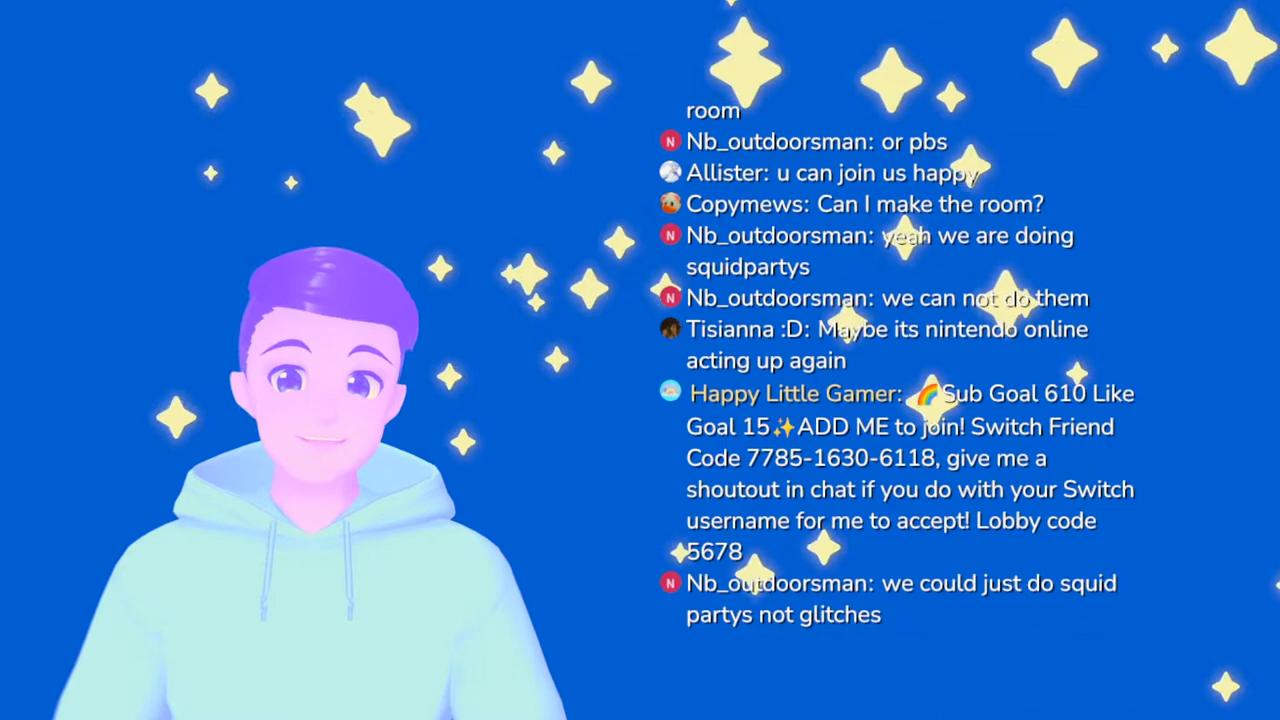 room
N Nb_outdoorsman: or pbs
Allister: u can join us happy
Copymews: Can I make the room?
N Nb_outdoorsman: yeah we are doing
squidpartys
N Nb_outdoorsman: we can not do them
Tisianna :D: Maybe its nintendo online
acting up again
Happy Little Gamer: 🌈Sub Goal 610 Like
Goal 15✨ADD ME to join! Switch Friend
Code 7785-1630-6118, give me a
shoutout in chat if you do with your Switch
username for me to accept! Lobby code
5678
N Nb_outdoorsman: we could just do squid
partys not glitches